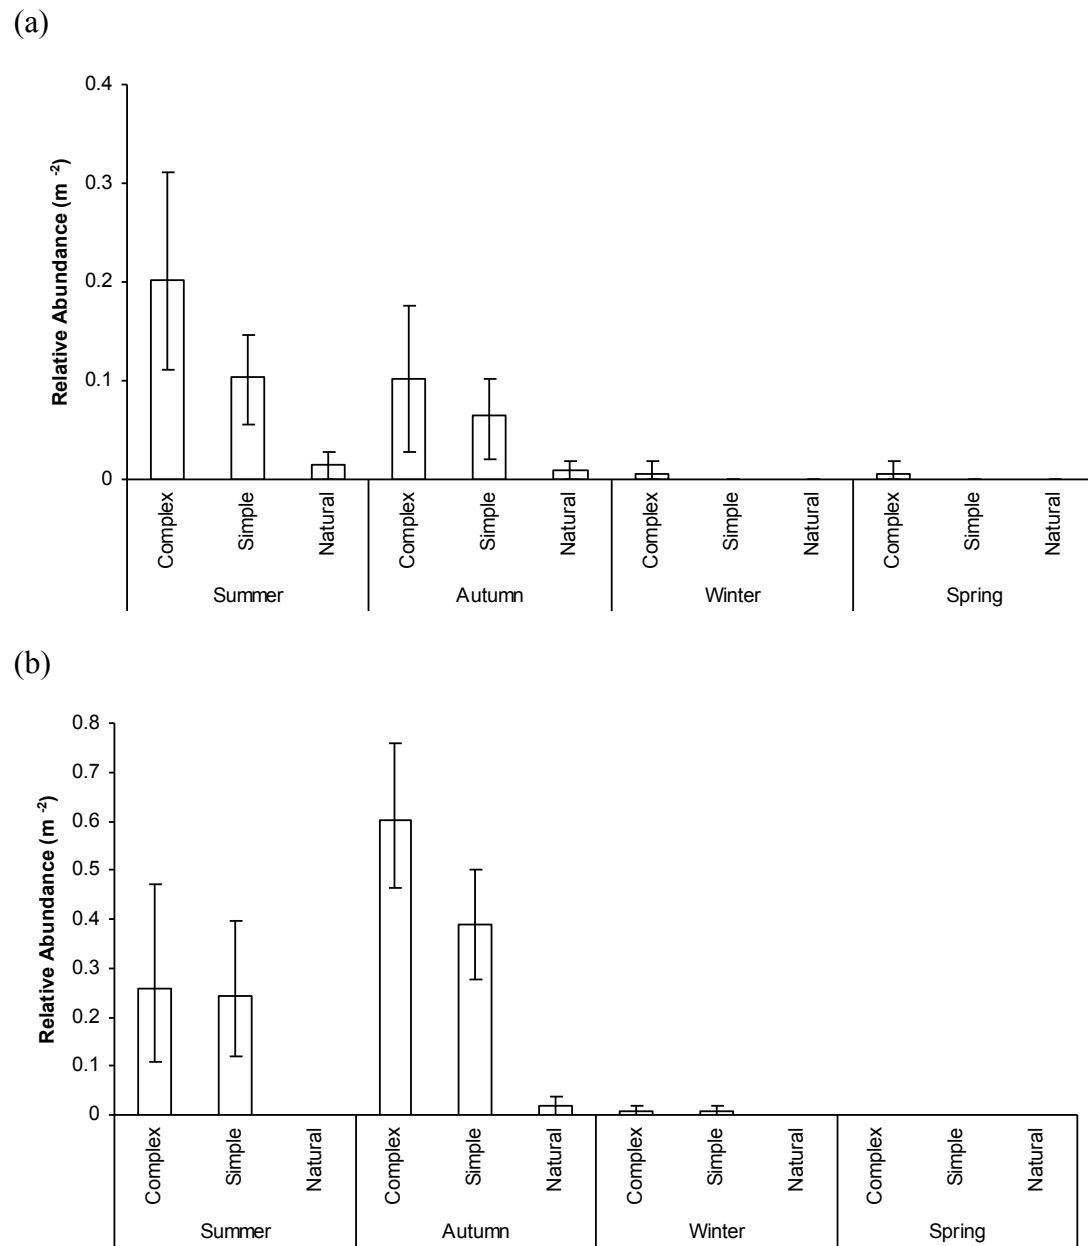 (a)
0.4
0.3
0.2
0.1
0
Relative Abundance (m -2)
Complex Simple Natural Complex Simple Natural Complex Simple Natural Complex Simple Natural
Summer Autumn Winter Spring
(b)
0.8
0.7
0.6
0.5
0.4
0.3
0.2
0.1
0
Relative Abundance (m -2)
Complex Simple Natural Complex Simple Natural Complex Simple Natural Complex Simple Natural
Summer Autumn Winter Spring